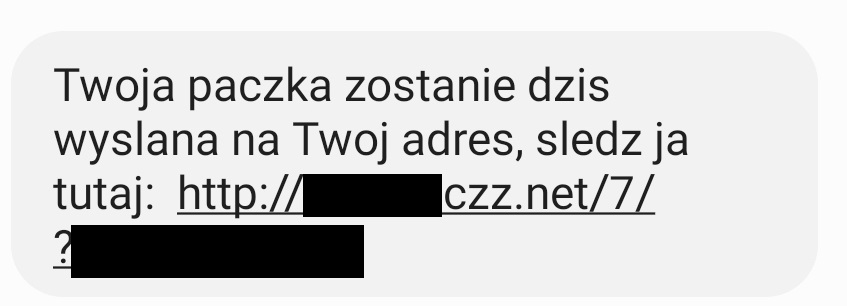 Twoja paczka zostanie dzis
wyslana na Twoj adres, sledz ja
tutaj: http:// czz.net/7/
?